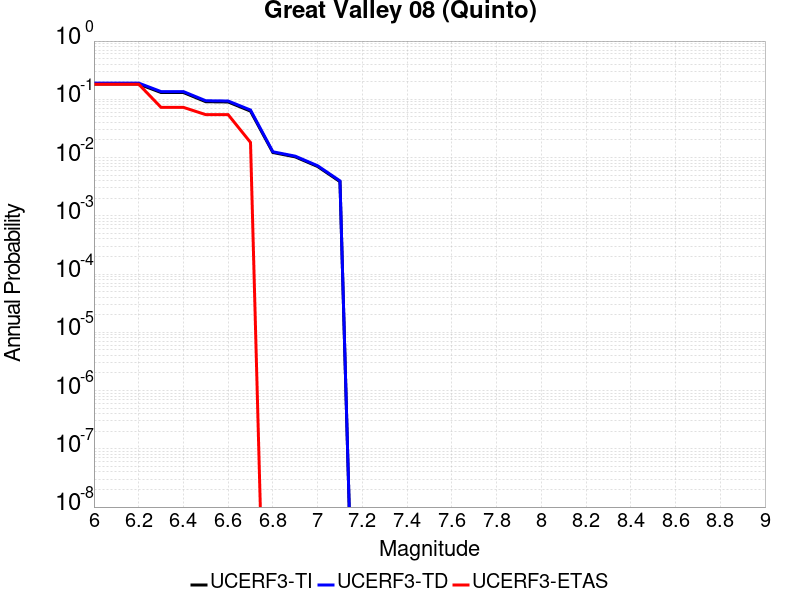 Great Valley 08 (Quinto)
10^0
10^-1
10^-2
10^-3
10^-4
10^-5
10^-6
10^-7
10^-8
Annual Probability
6 6.2 6.4 6.6 6.8 7 7.2 7.4 7.6 7.8 8 8.2 8.4 8.6 8.8 9
Magnitude
UCERF3-TI UCERF3-TD UCERF3-ETAS